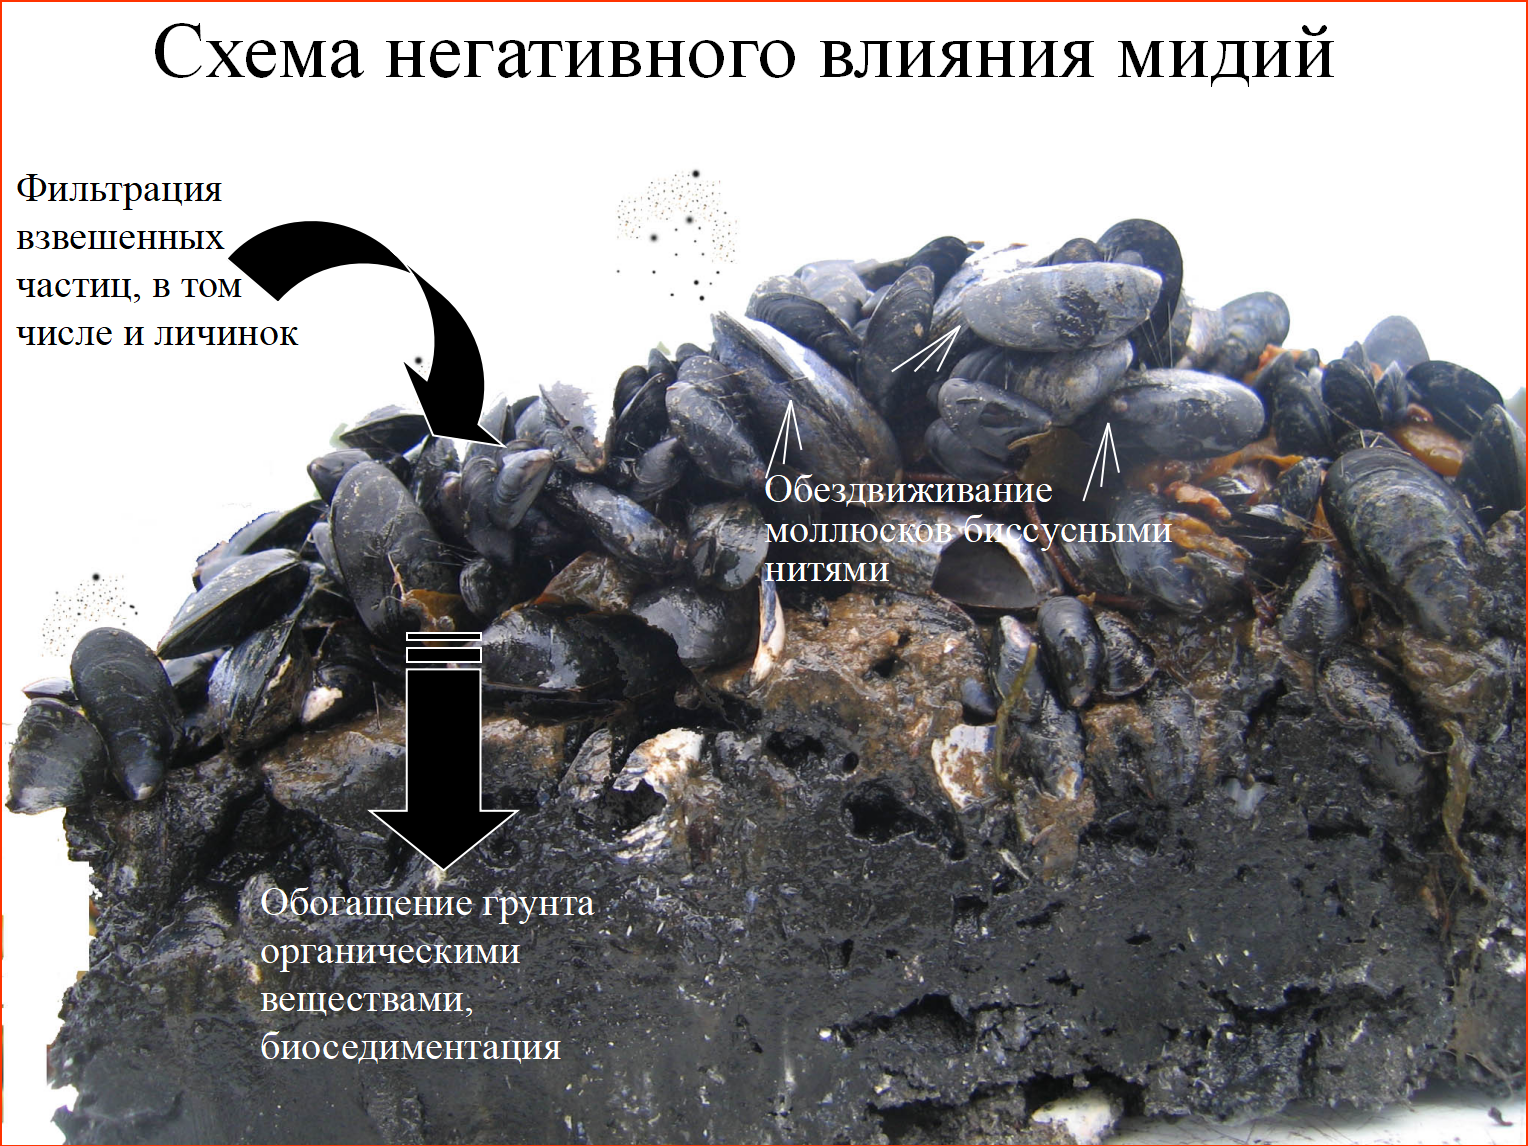 Схема негативного влияния мидий
Фильтрация
взвешенных
частиц, в том
числе и личинок
Обездвиживание
моллюсков биссусными
нитями
Обогащение грунта
органическими
веществами,
биоседиментация